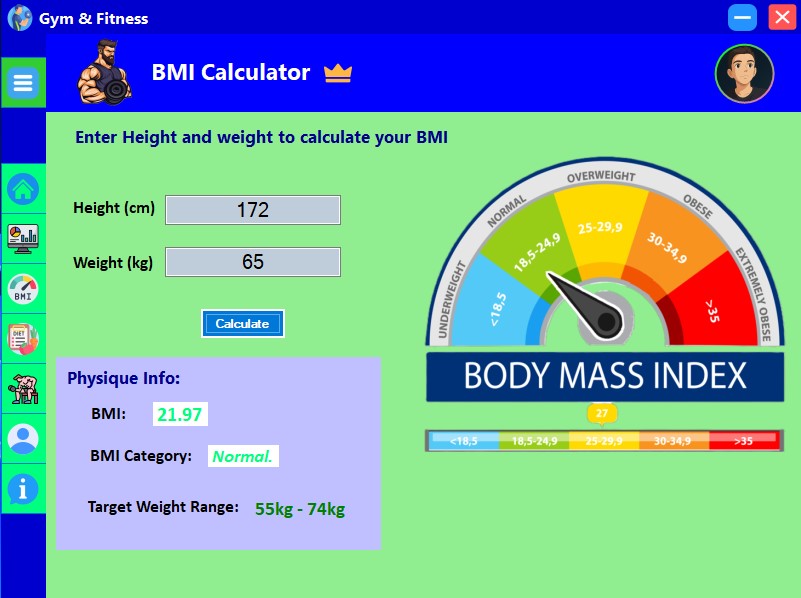 Gym & Fitness
BMI Calculator
Enter Height and weight to calculate your BMI
Height (cm) 172
Weight (kg) 65
Calculate
Physique Info:
BMI: 21.97
BMI Category: Normal.
Target Weight Range: 55kg - 74kg
BMI
DIET
UNDERWEIGHT
NORMAL
OVERWEIGHT
OBESE
EXTREMELY OBESE
<18,5
18,5-24,9
25-29,9
30-34,9
>35
BODY MASS INDEX
27
<18,5 18,5-24,9 25-29,9 30-34,9 >35